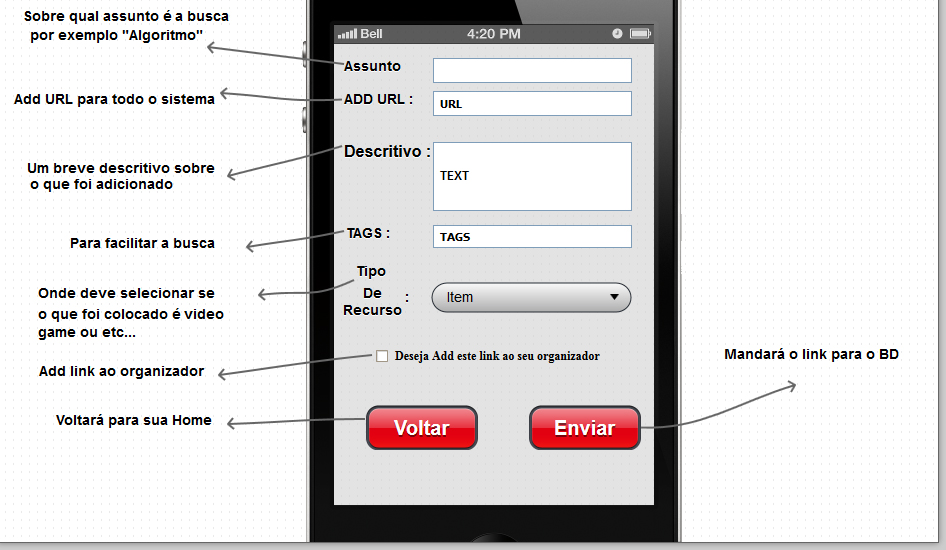 Sobre qual assunto é a busca
por exemplo "Algoritmo"
Bell 4:20 PM
Assunto
Add URL para todo o sistema
ADD URL :
URL
Um breve descritivo sobre
o que foi adicionado
Descritivo :
TEXT
Para facilitar a busca
TAGS :
TAGS
Onde deve selecionar se
o que foi colocado é video
game ou etc...
Tipo
De
Recurso :
Item
Add link ao organizador
Deseja Add este link ao seu organizador
Mandará o link para o BD
Voltará para sua Home
Voltar
Enviar